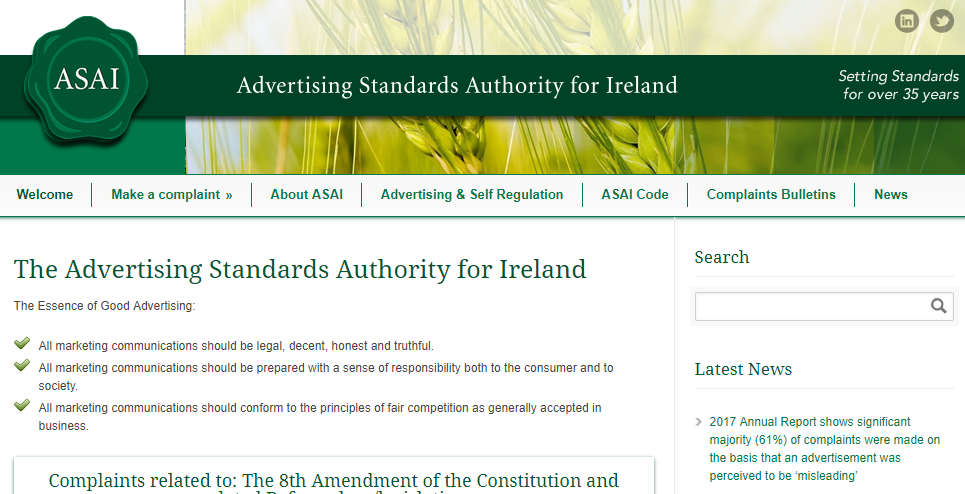 ASAI
Advertising Standards Authority for Ireland
Setting Standards
for over 35 years
Welcome
Make a complaint »
About ASAI
Advertising & Self Regulation
ASAI Code
Complaints Bulletins
News
The Advertising Standards Authority for Ireland
The Essence of Good Advertising:
All marketing communications should be legal, decent, honest and truthful.
All marketing communications should be prepared with a sense of responsibility both to the consumer and to
society.
All marketing communications should conform to the principles of fair competition as generally accepted in
business.
Complaints related to: The 8th Amendment of the Constitution and
Search
Latest News
2017 Annual Report shows significant
majority (61%) of complaints were made on
the basis that an advertisement was
perceived to be ‘misleading’